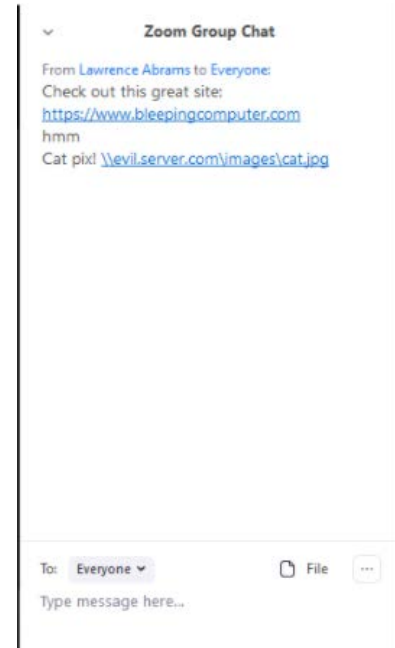 Zoom Group Chat
From Lawrence Abrams to Everyone:
Check out this great site:
https://www.bleepingcomputer.com
hmm
Cat pix! \\evil.server.com\images\cat.jpg
To: Everyone File ...
Type message here...